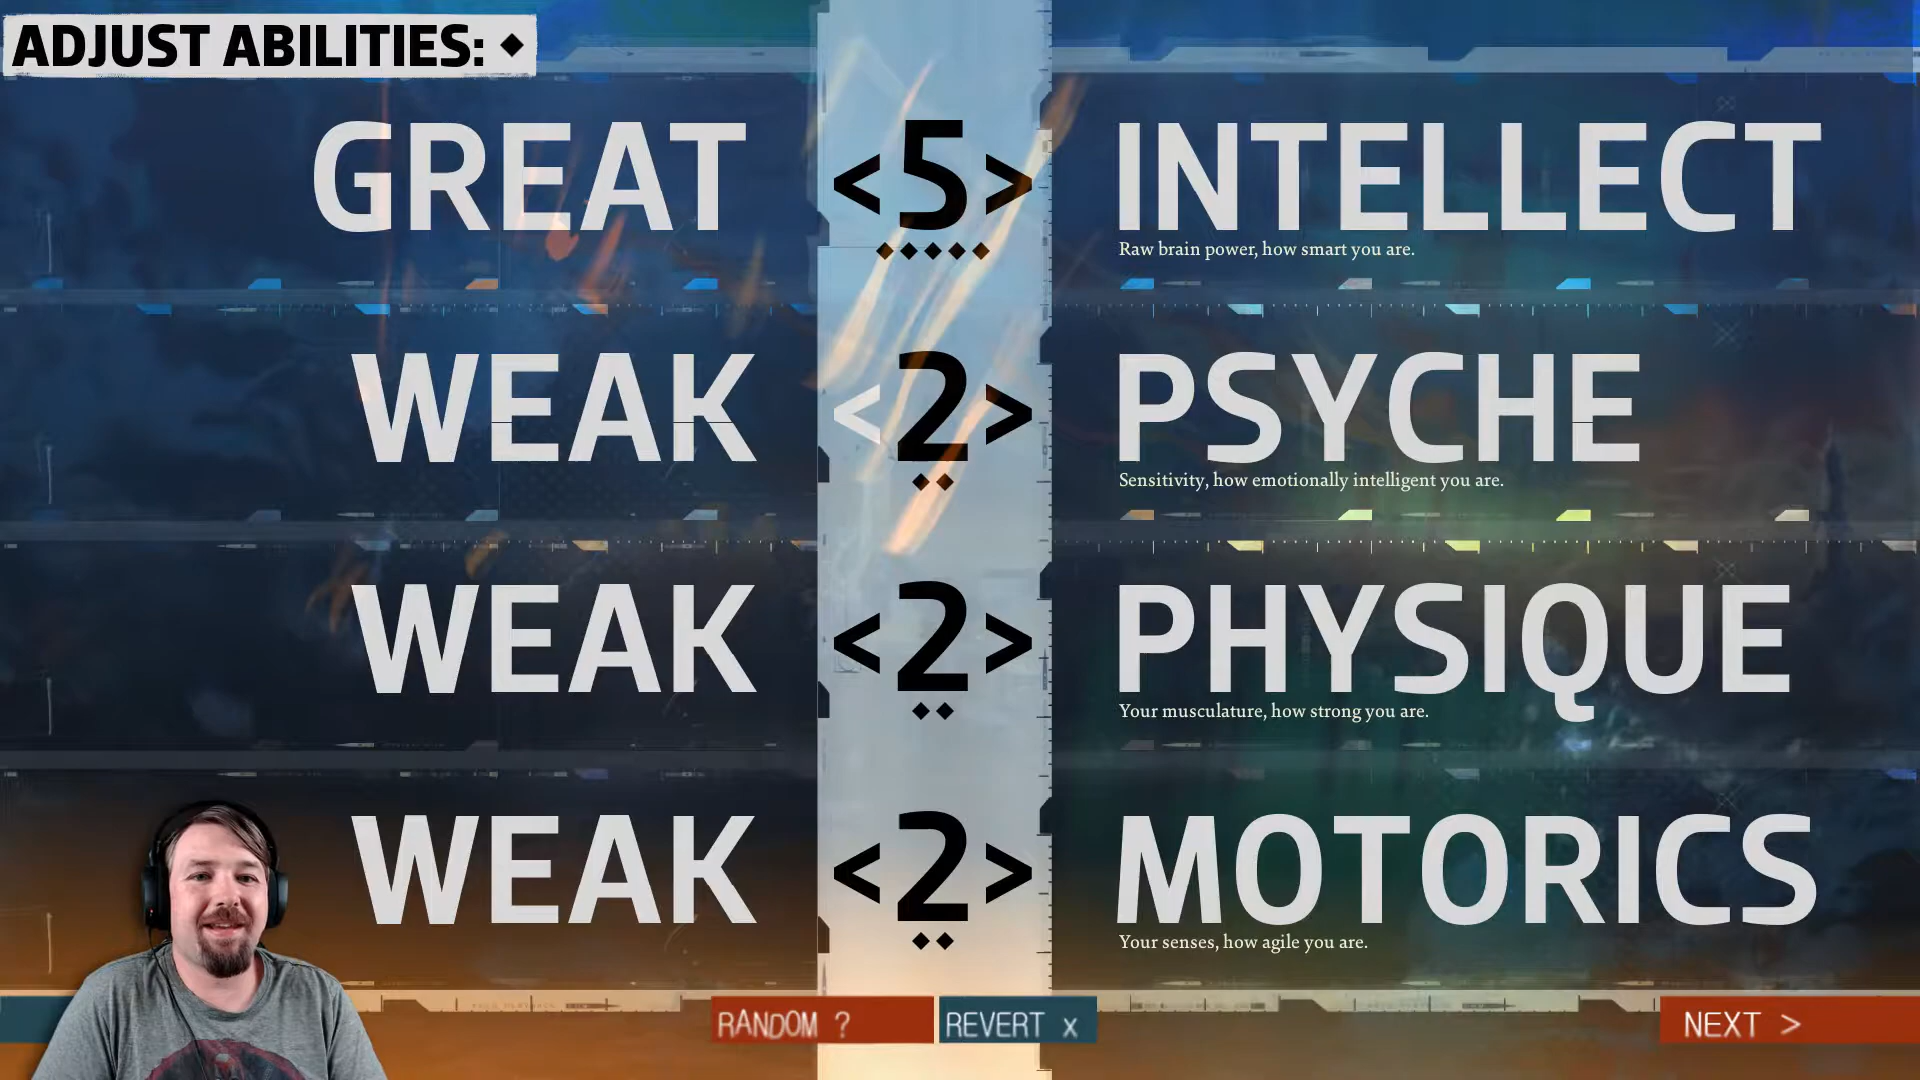 ADJUST ABILITIES: ◆
GREAT <5> INTELLECT
Raw brain power, how smart you are.
WEAK <2> PSYCHE
Sensitivity, how emotionally intelligent you are.
WEAK <2> PHYSIQUE
Your musculature, how strong you are.
WEAK <2> MOTORICS
Your senses, how agile you are.
RANDOM ? REVERT x NEXT >